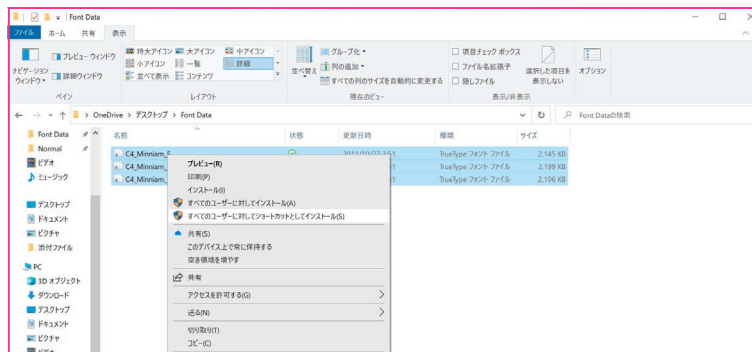 Font Data
ファイル ホーム 共有 表示
ナビゲーション ウィンドウ
プレビュー ウィンドウ
詳細ウィンドウ
ペイン
特大アイコン 大アイコン 中アイコン
小アイコン 一覧 詳細
並べて表示 コンテンツ
レイアウト
並べ替え
グループ化
列の追加
すべての列のサイズを自動的に変更する
現在のビュー
項目チェック ボックス
ファイル名拡張子
隠しファイル
選択した項目を 表示しない
表示/非表示
オプション
> OneDrive > デスクトップ > Font Data
Font Dataの検索
名前 状態 更新日時 種類 サイズ
C4_Minniam_E 2011/10/27 3:51 TrueType フォント ファイル 2,145 KB
C4_Minniam_ TrueType フォント ファイル 2,199 KB
C4_Minniam_ TrueType フォント ファイル 2,196 KB
Font Data
Normal
ビデオ
ミュージック
デスクトップ
ドキュメント
ピクチャ
添付ファイル
PC
3D オブジェクト
ダウンロード
デスクトップ
ドキュメント
ピクチャ
ビデオ
プレビュー(R)
印刷(P)
インストール(I)
すべてのユーザーに対してインストール(A)
すべてのユーザーに対してショートカットとしてインストール(S)
共有(S)
このデバイス上で常に保持する
空き領域を増やす
共有
アクセスを許可する(G)
送る(N)
切り取り(T)
コピー(C)